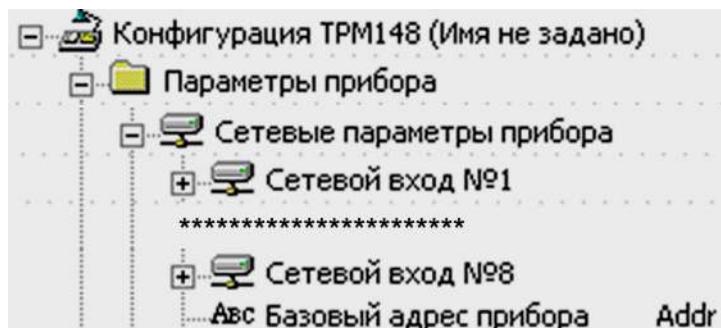 Конфигурация ТРМ148 (Имя не задано)
Параметры прибора
Сетевые параметры прибора
Сетевой вход №1
***********************
Сетевой вход №8
Авс Базовый адрес прибора Addr